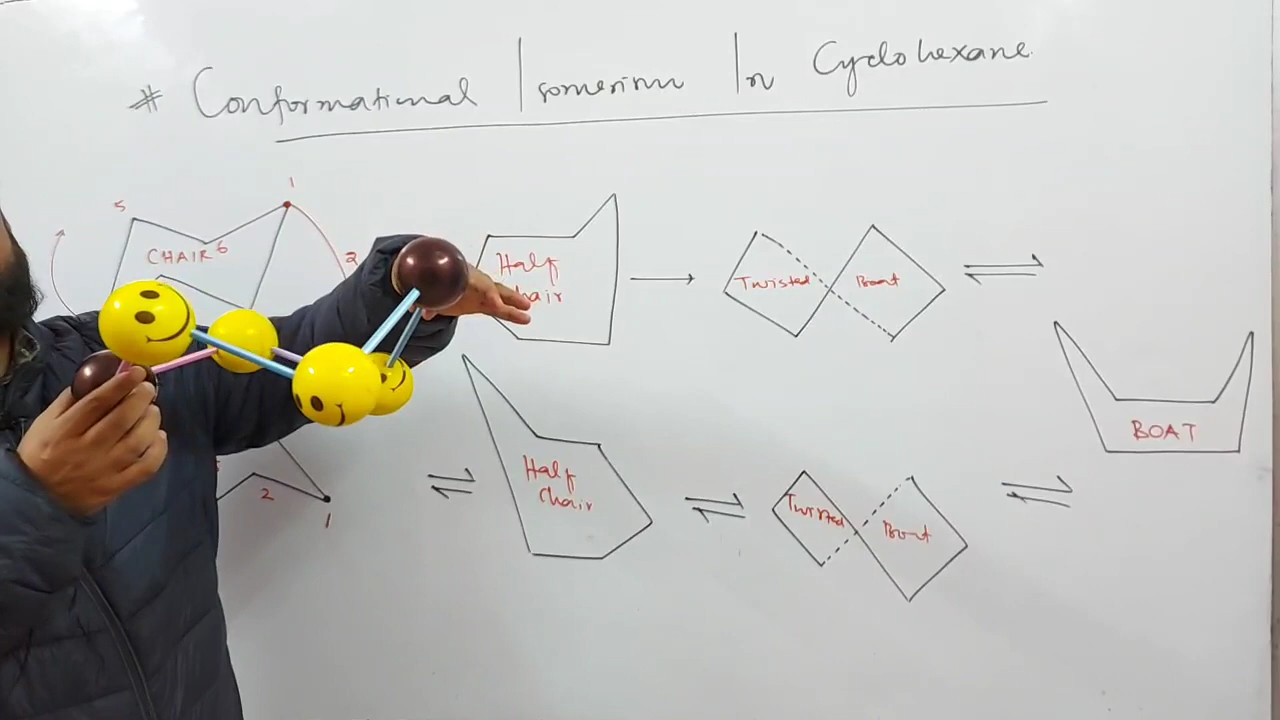 # Conformational Isomerism In Cyclohexane
1
5
CHAIR 6
2
Half
hair
Twisted Boat
BOAT
Half
Chair
2
1
Twisted Boat